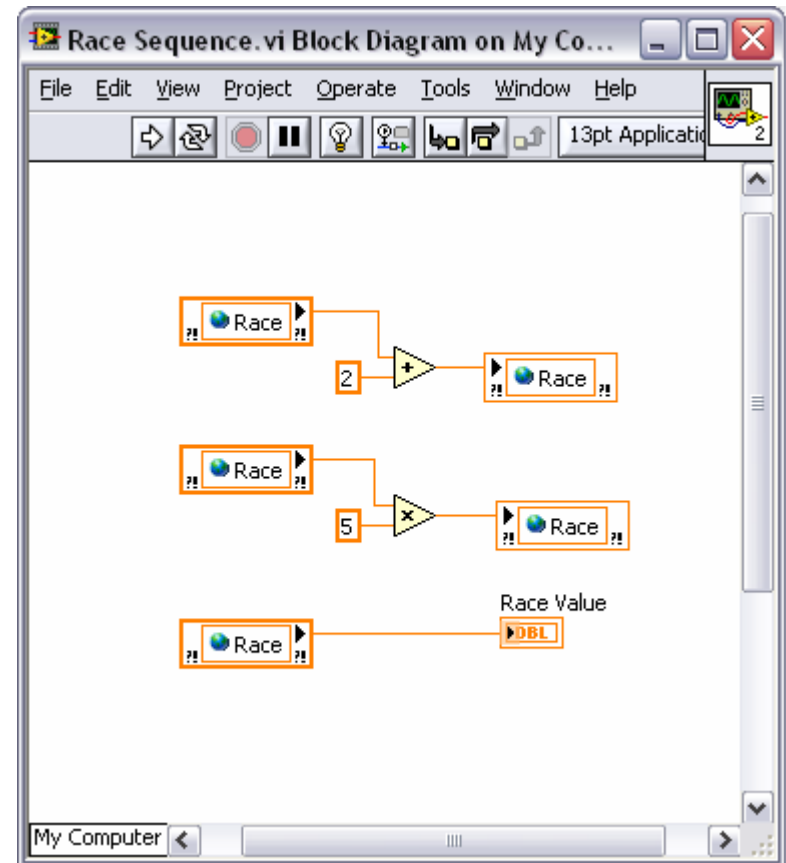 Race Sequence.vi Block Diagram on My Co...
File Edit View Project Operate Tools Window Help
13pt Applicatio
2
Race
?! ?!
2
+
Race
?! ?!
Race
?! ?!
5
×
Race
?! ?!
Race Value
DBL
Race
?! ?!
My Computer